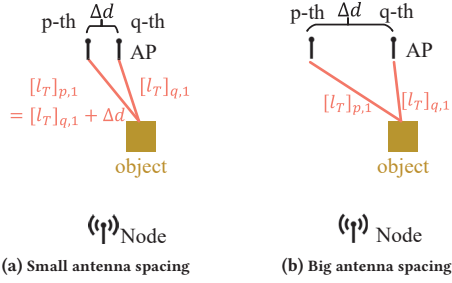 p-th Δd q-th
AP
[l_T]_{p,1}
= [l_T]_{q,1} + Δd
[l_T]_{q,1}
object
Node
(a) Small antenna spacing
p-th Δd q-th
AP
[l_T]_{p,1}
[l_T]_{q,1}
object
Node
(b) Big antenna spacing